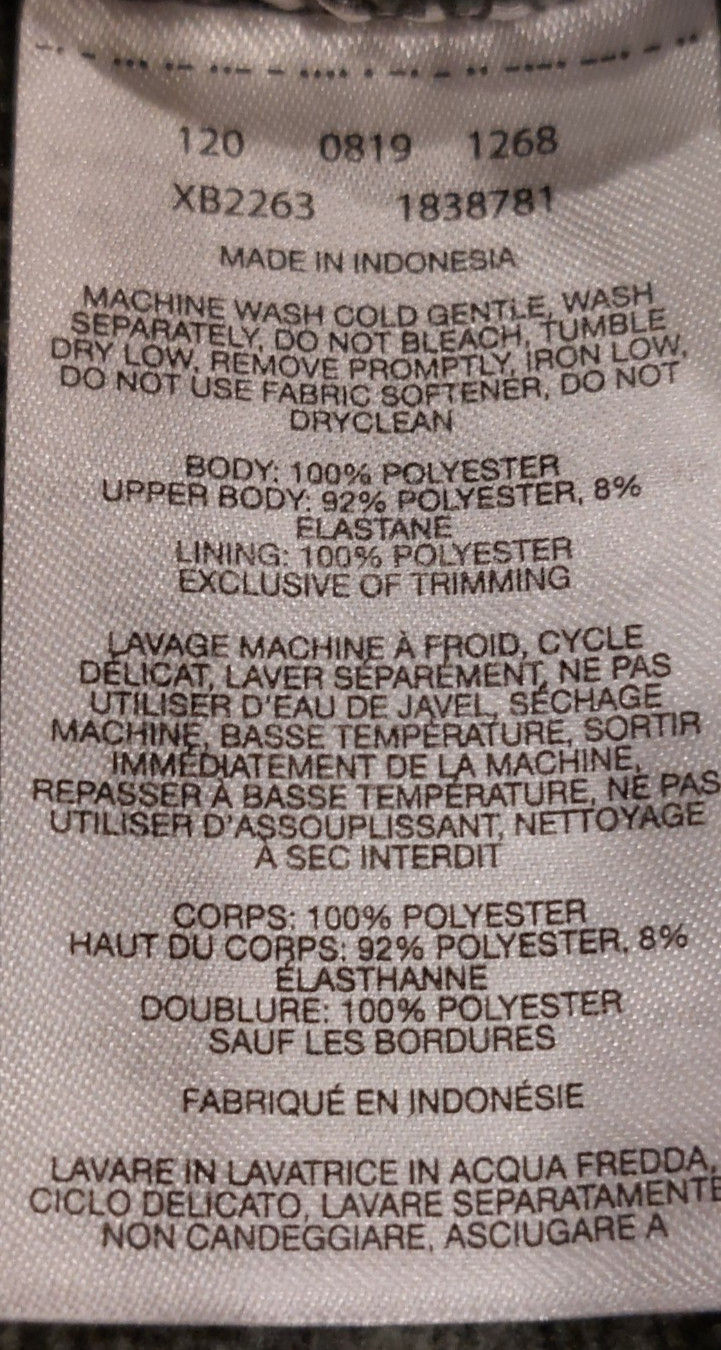 120 0819 1268
XB2263 1838781
MADE IN INDONESIA
MACHINE WASH COLD GENTLE, WASH
SEPARATELY, DO NOT BLEACH, TUMBLE
DRY LOW, REMOVE PROMPTLY, IRON LOW,
DO NOT USE FABRIC SOFTENER, DO NOT
DRYCLEAN
BODY: 100% POLYESTER
UPPER BODY: 92% POLYESTER, 8%
ELASTANE
LINING: 100% POLYESTER
EXCLUSIVE OF TRIMMING
LAVAGE MACHINE À FROID, CYCLE
DÉLICAT, LAVER SÉPARÉMENT, NE PAS
UTILISER D'EAU DE JAVEL, SÉCHAGE
MACHINE, BASSE TEMPÉRATURE, SORTIR
IMMÉDIATEMENT DE LA MACHINE,
REPASSER À BASSE TEMPÉRATURE, NE PAS
UTILISER D'ASSOUPLISSANT, NETTOYAGE
À SEC INTERDIT
CORPS: 100% POLYESTER
HAUT DU CORPS: 92% POLYESTER, 8%
ÉLASTHANNE
DOUBLURE: 100% POLYESTER
SAUF LES BORDURES
FABRIQUÉ EN INDONÉSIE
LAVARE IN LAVATRICE IN ACQUA FREDDA,
CICLO DELICATO, LAVARE SEPARATAMENTE
NON CANDEGGIARE, ASCIUGARE A